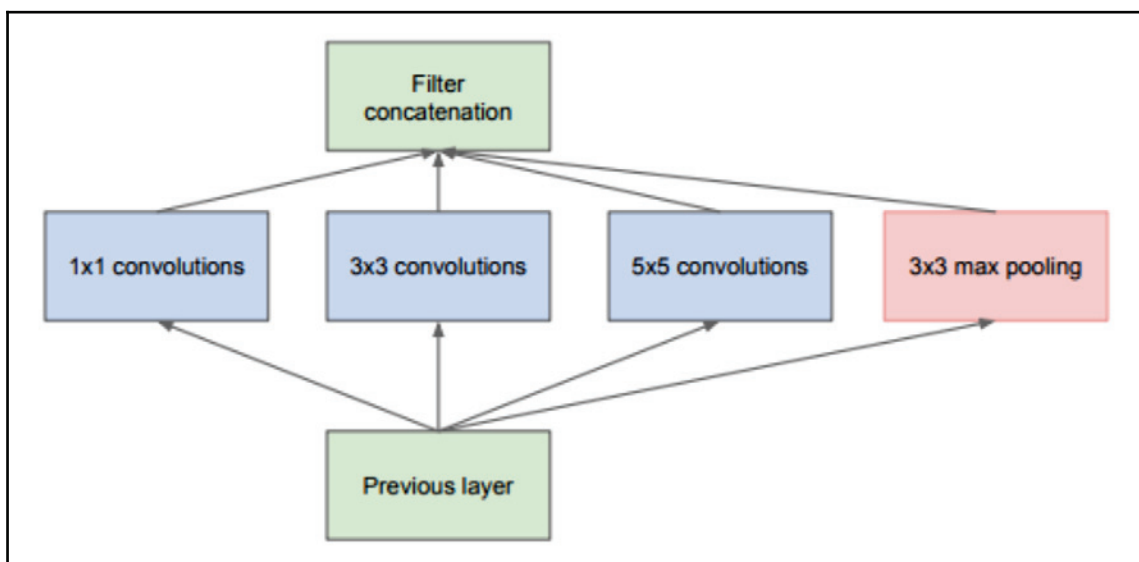 Filter
concatenation
1x1 convolutions
3x3 convolutions
5x5 convolutions
3x3 max pooling
Previous layer